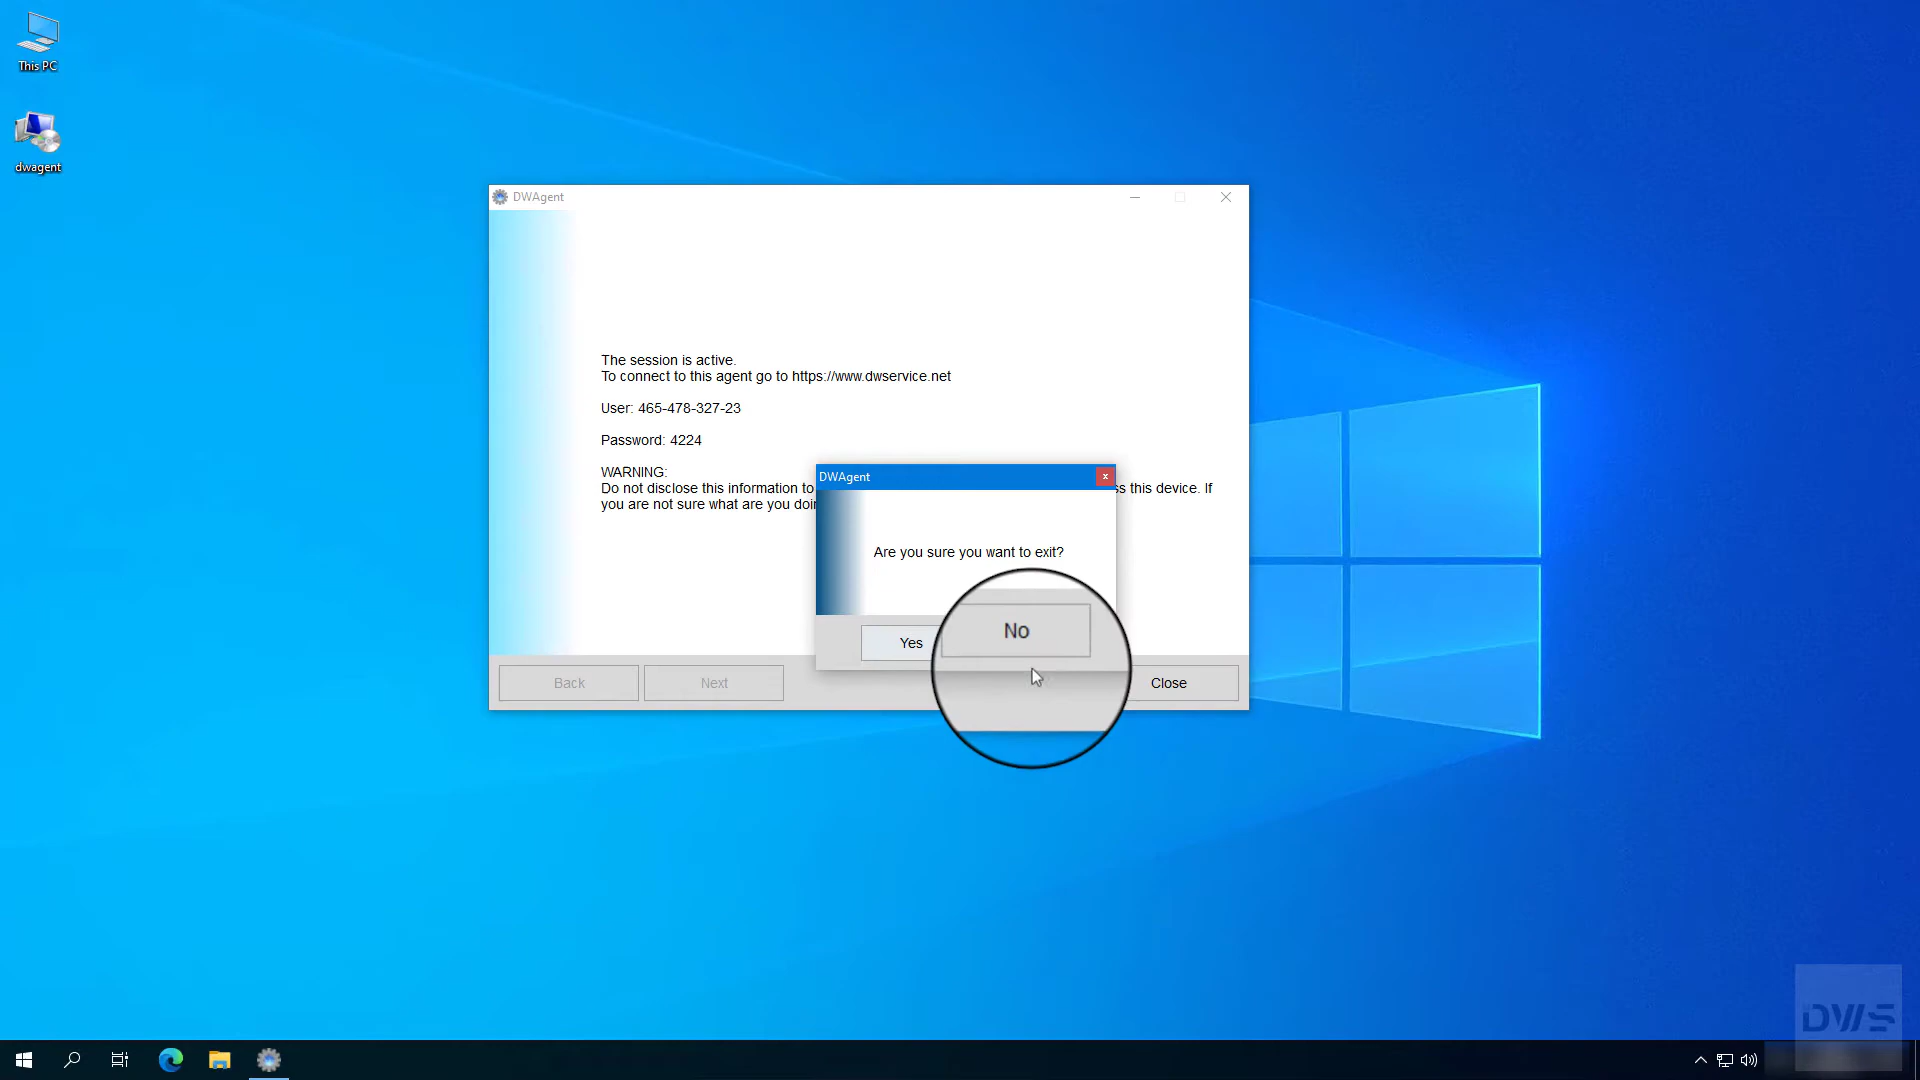 This PC
dwagent
DWAgent
The session is active.
To connect to this agent go to https://www.dwservice.net
User: 465-478-327-23
Password: 4224
WARNING:
Do not disclose this information to
ss this device. If
you are not sure what are you doin
DWAgent
Are you sure you want to exit?
Yes
No
Back
Next
Close
DWS